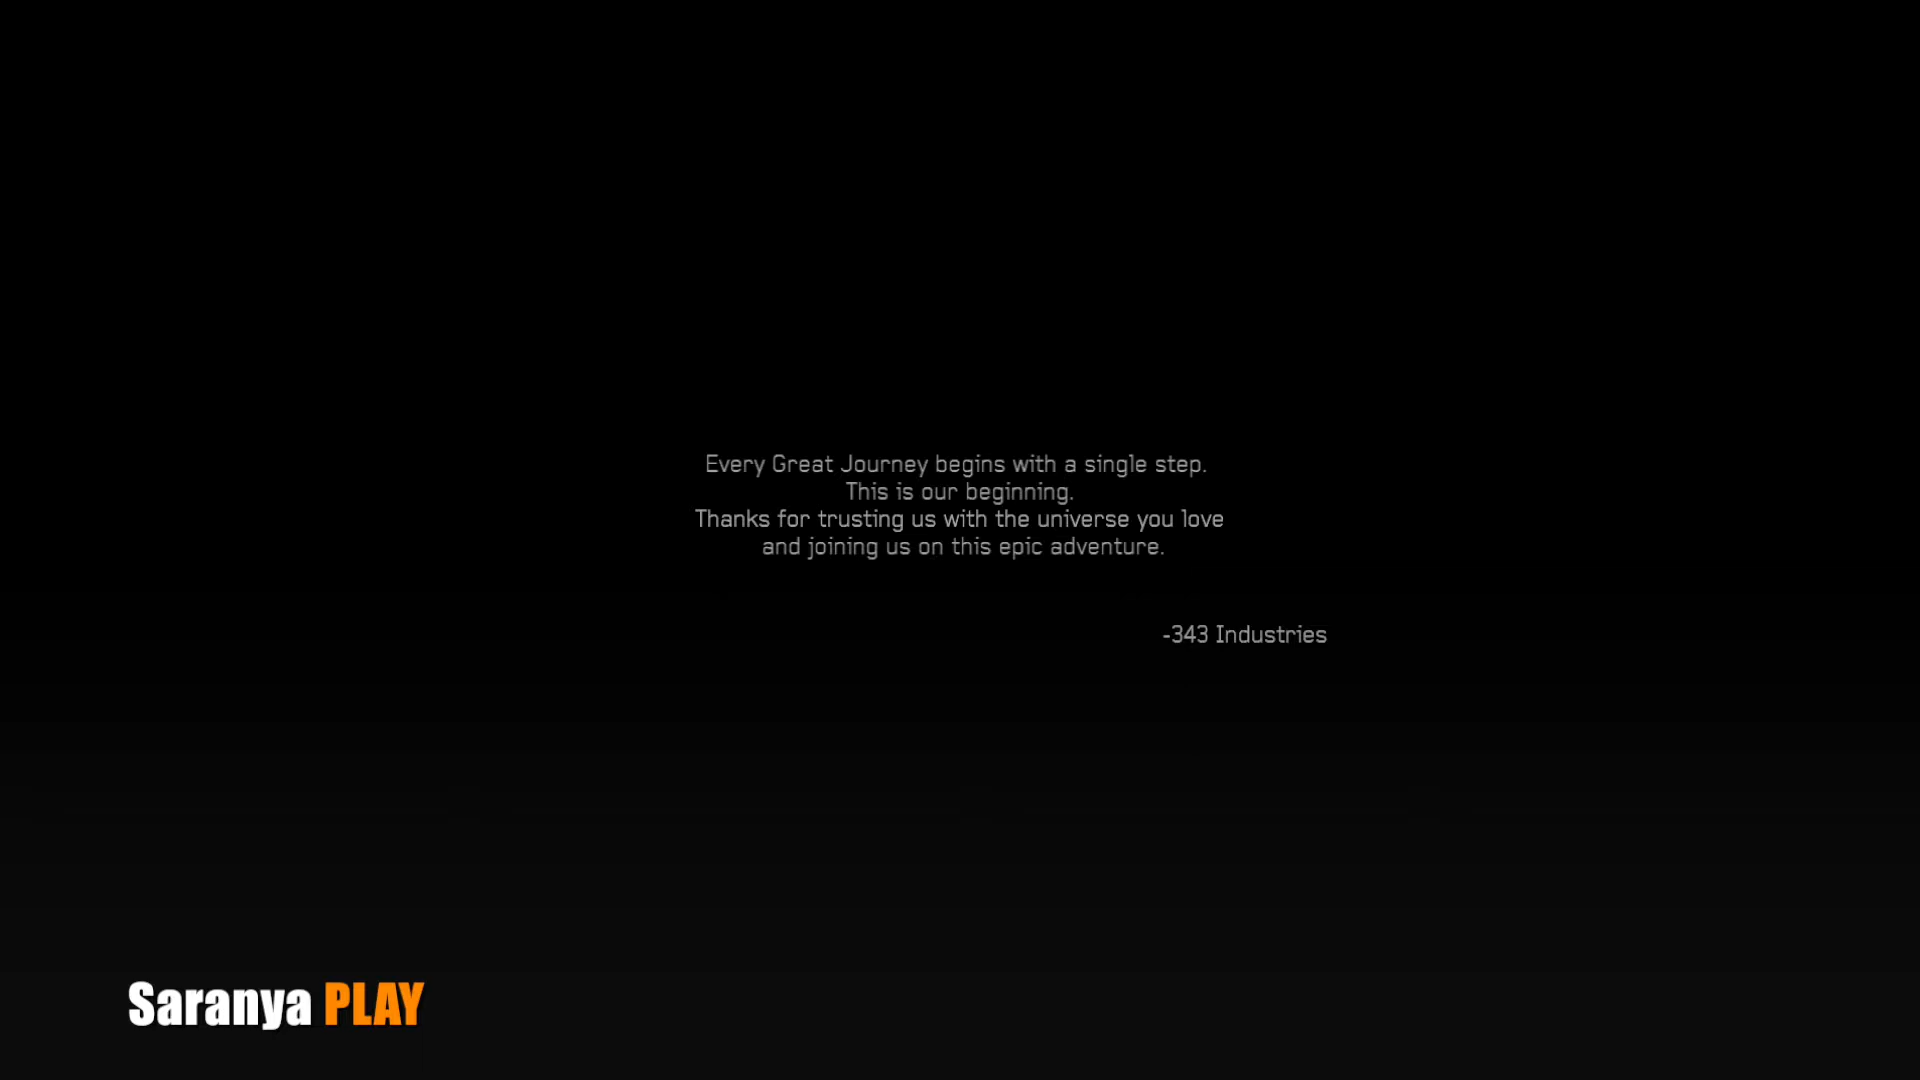 Every Great Journey begins with a single step.
This is our beginning.
Thanks for trusting us with the universe you love
and joining us on this epic adventure.
-343 Industries
Saranya PLAY